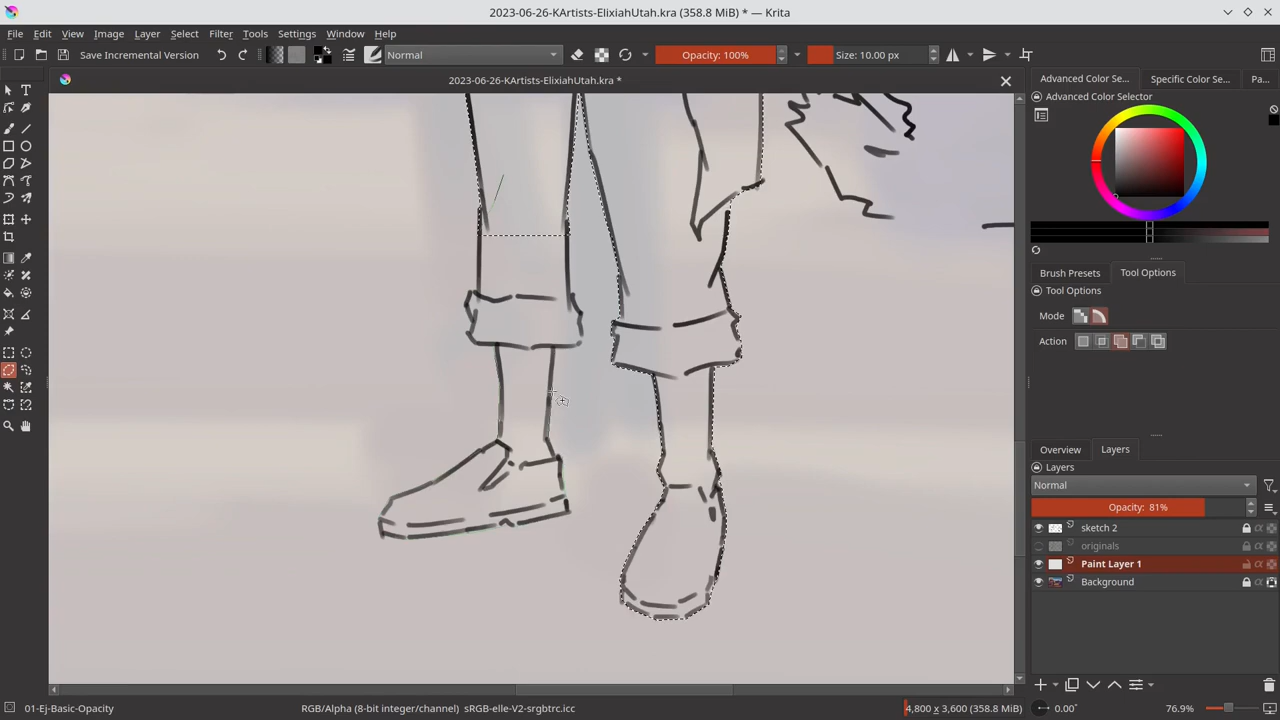 2023-06-26-KArtists-ElixiahUtah.kra (358.8 MiB) * — Krita
File Edit View Image Layer Select Filter Tools Settings Window Help
Save Incremental Version
Normal
Opacity: 100%
Size: 10.00 px
2023-06-26-KArtists-ElixiahUtah.kra *
Advanced Color Se...
Specific Color Se...
Pa...
Advanced Color Selector
Brush Presets
Tool Options
Tool Options
Mode
Action
Overview
Layers
Layers
Normal
Opacity: 81%
sketch 2
originals
Paint Layer 1
Background
01-Ej-Basic-Opacity
RGB/Alpha (8-bit integer/channel) sRGB-elle-V2-srgbtrc.icc
4,800 x 3,600 (358.8 MiB)
0.00°
76.9%